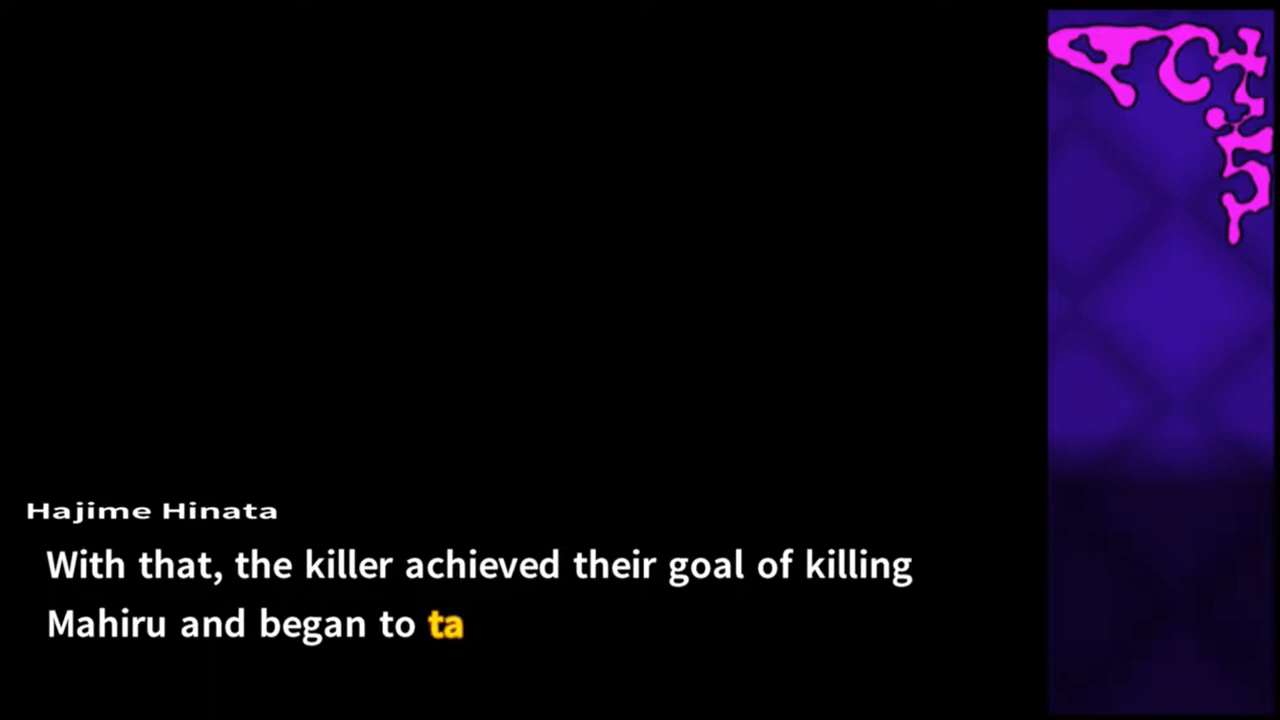 Hajime Hinata
With that, the killer achieved their goal of killing
Mahiru and began to ta